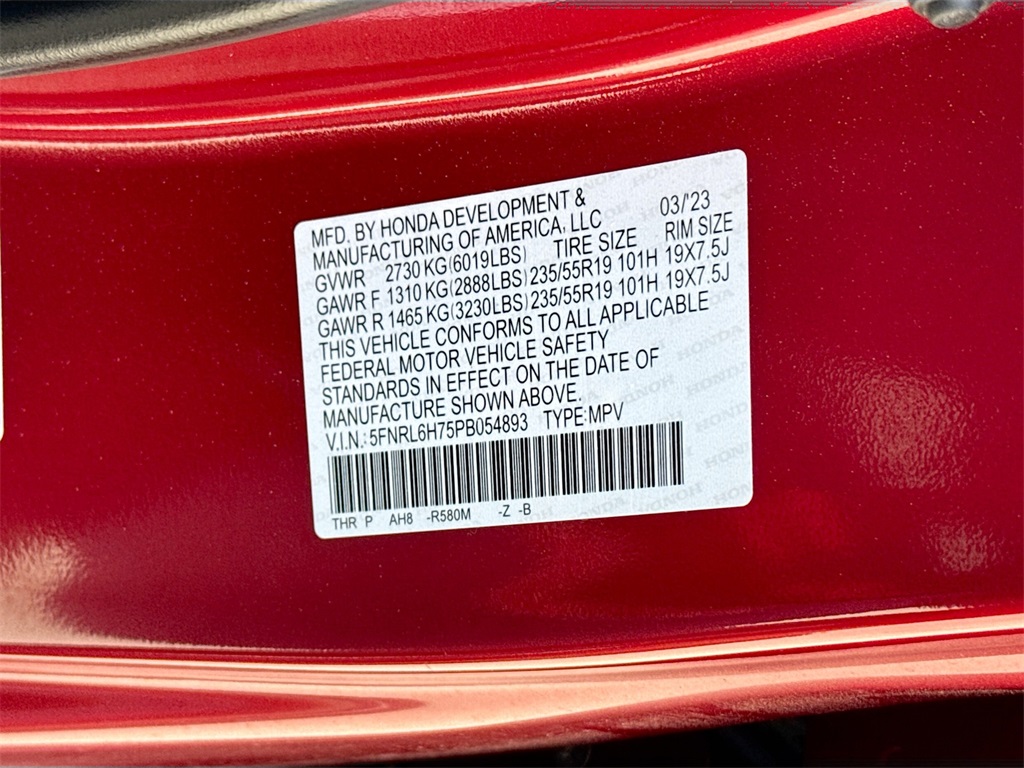 MFD. BY HONDA DEVELOPMENT & 03/'23
MANUFACTURING OF AMERICA, LLC
GVWR 2730 KG(6019LBS) TIRE SIZE RIM SIZE
GAWR F 1310 KG(2888LBS) 235/55R19 101H 19X7.5J
GAWR R 1465 KG(3230LBS) 235/55R19 101H 19X7.5J
THIS VEHICLE CONFORMS TO ALL APPLICABLE
FEDERAL MOTOR VEHICLE SAFETY
STANDARDS IN EFFECT ON THE DATE OF
MANUFACTURE SHOWN ABOVE.
V.I.N.: 5FNRL6H75PB054893 TYPE:MPV
THR P AH8 -R580M -Z -B